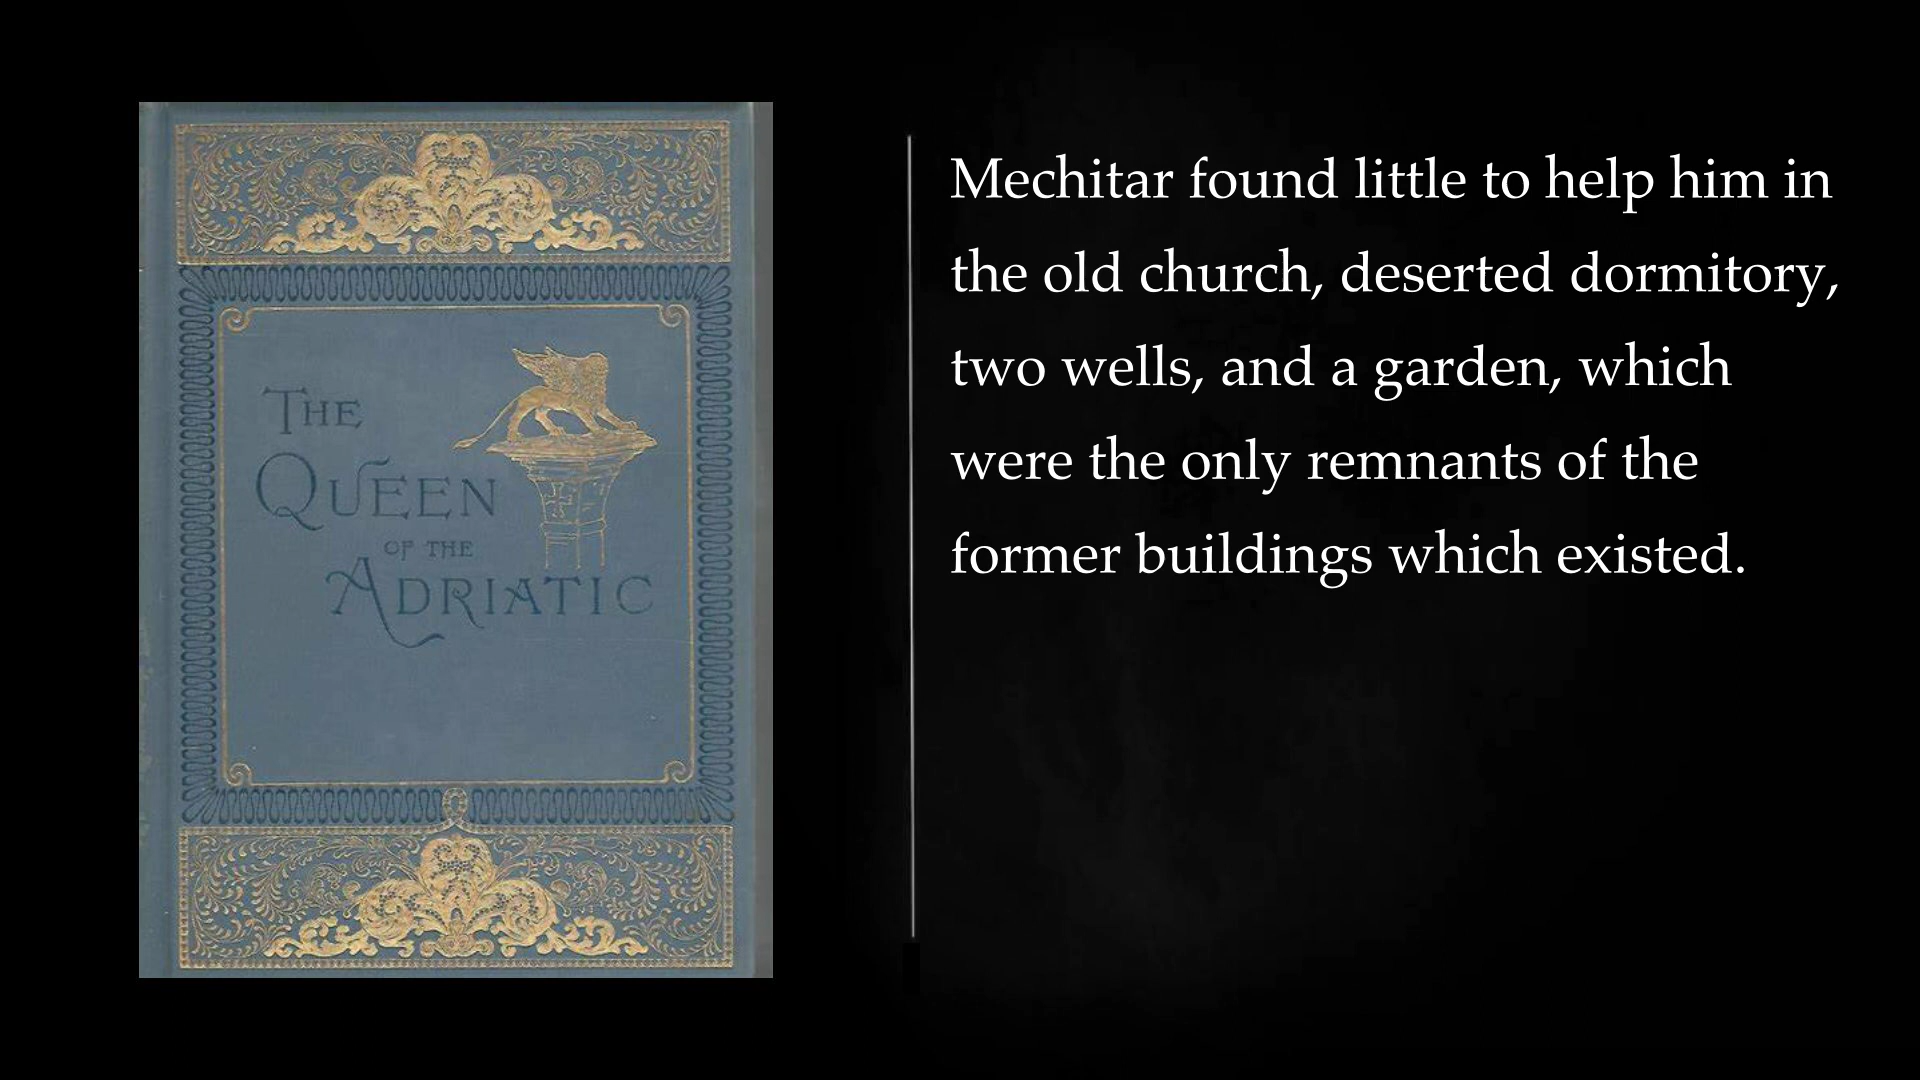 THE
QUEEN
OF THE
ADRIATIC
Mechitar found little to help him in
the old church, deserted dormitory,
two wells, and a garden, which
were the only remnants of the
former buildings which existed.